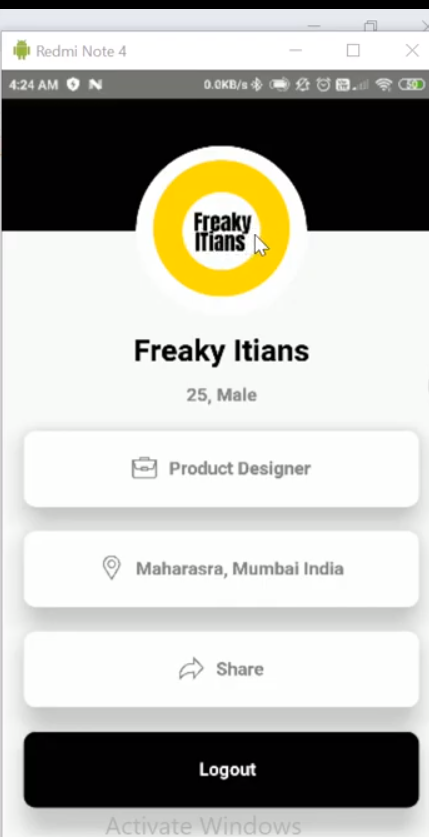 Redmi Note 4
4:24 AM
0.0KB/s
Freaky
ITians
Freaky Itians
25, Male
Product Designer
Maharasra, Mumbai India
Share
Logout
Activate Windows